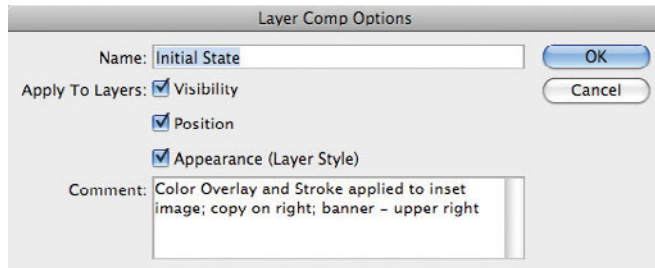 Layer Comp Options
Name: Initial State
OK
Apply To Layers: Visibility
Cancel
Position
Appearance (Layer Style)
Comment: Color Overlay and Stroke applied to inset
image; copy on right; banner – upper right